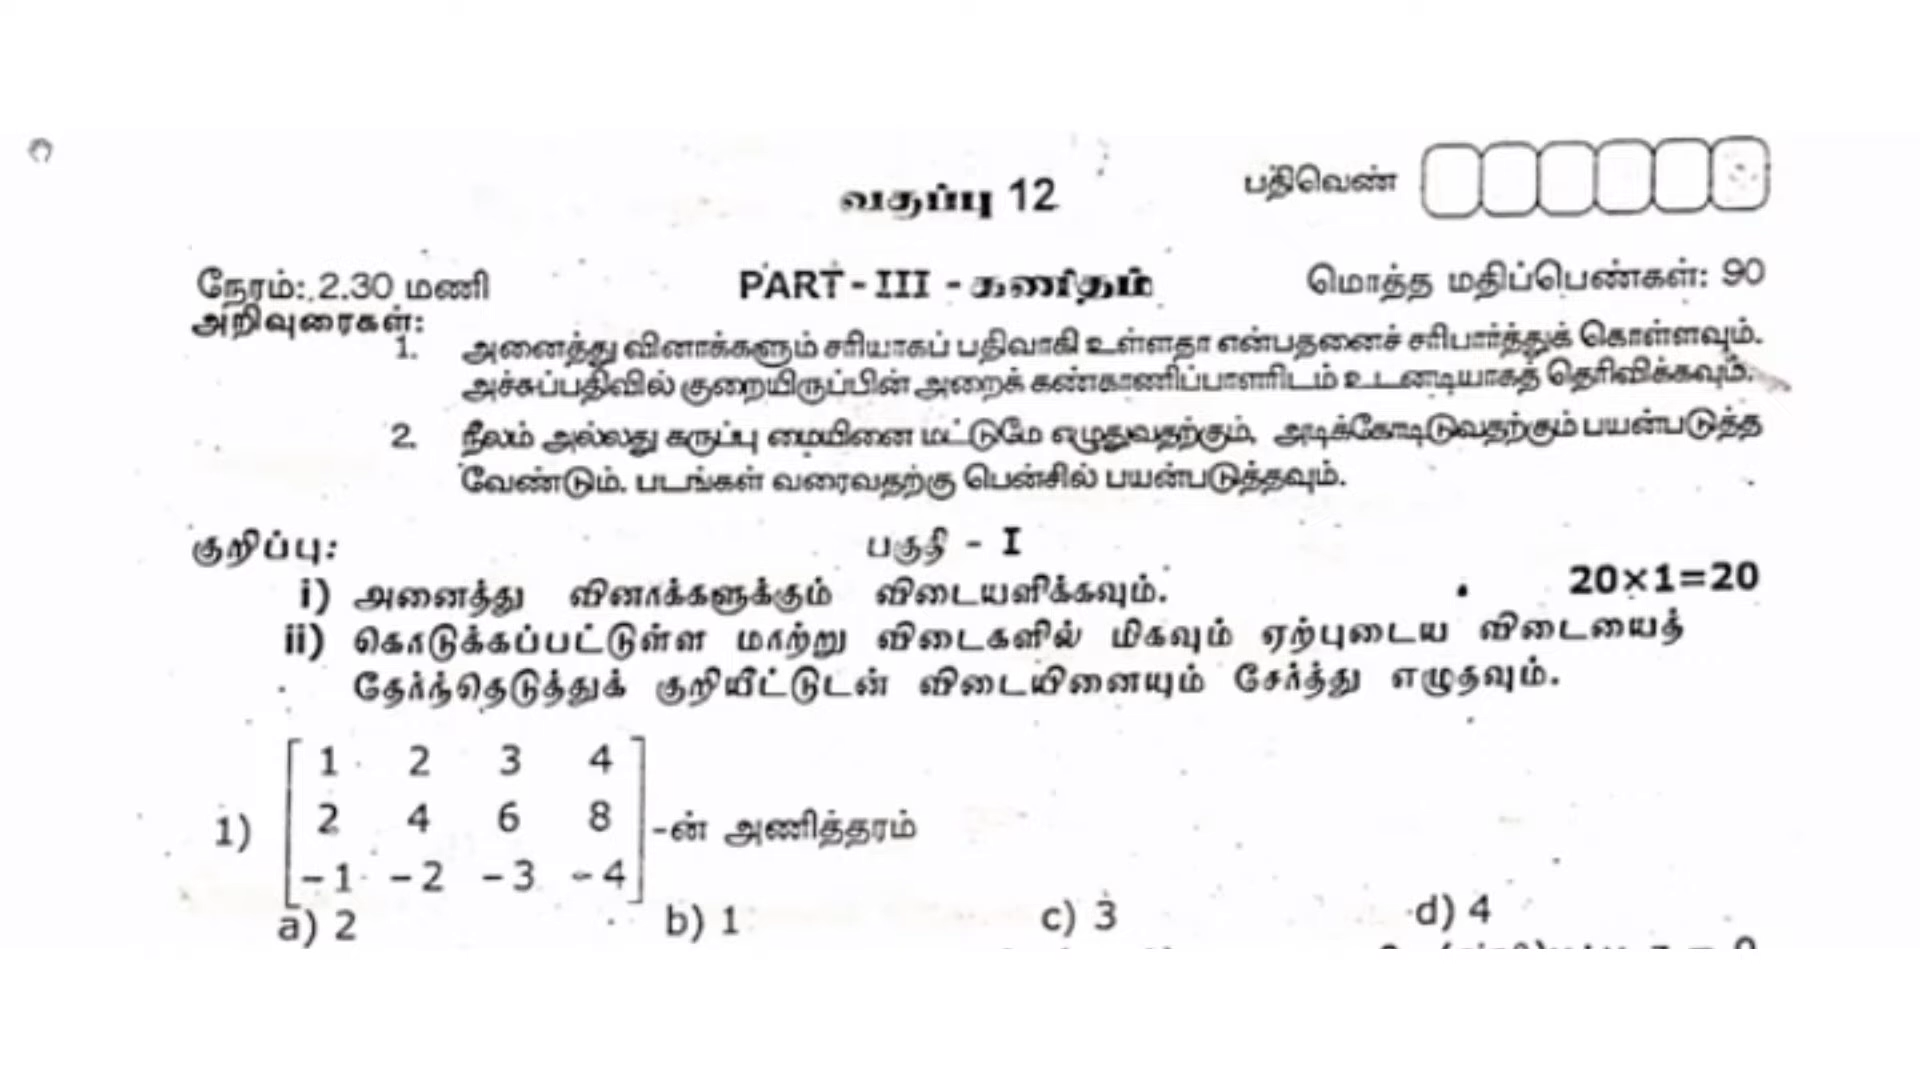 பதிவெண்
வகுப்பு 12
நேரம்: 2.30 மணி PART - III - கணிதம் மொத்த மதிப்பெண்கள்: 90
அறிவுரைகள்:
1. அனைத்து வினாக்களும் சரியாகப் பதிவாகி உள்ளதா என்பதனைச் சரிபார்த்துக் கொள்ளவும்.
அச்சுப்பதிவில் குறையிருப்பின் அறைக் கண்காணிப்பாளரிடம் உடனடியாகத் தெரிவிக்கவும்.
2. நீலம் அல்லது கருப்பு மையினை மட்டுமே எழுதுவதற்கும், அடிக்கோடிடுவதற்கும் பயன்படுத்த
வேண்டும். படங்கள் வரைவதற்கு பென்சில் பயன்படுத்தவும்.
குறிப்பு: பகுதி - I
i) அனைத்து வினாக்களுக்கும் விடையளிக்கவும். 20×1=20
ii) கொடுக்கப்பட்டுள்ள மாற்று விடைகளில் மிகவும் ஏற்புடைய விடையைத்
தேர்ந்தெடுத்துக் குறியீட்டுடன் விடையினையும் சேர்த்து எழுதவும்.
1 2 3 4
2 4 6 8
1) -ன் அணித்தரம்
-1 -2 -3 -4
a) 2 b) 1 c) 3 d) 4